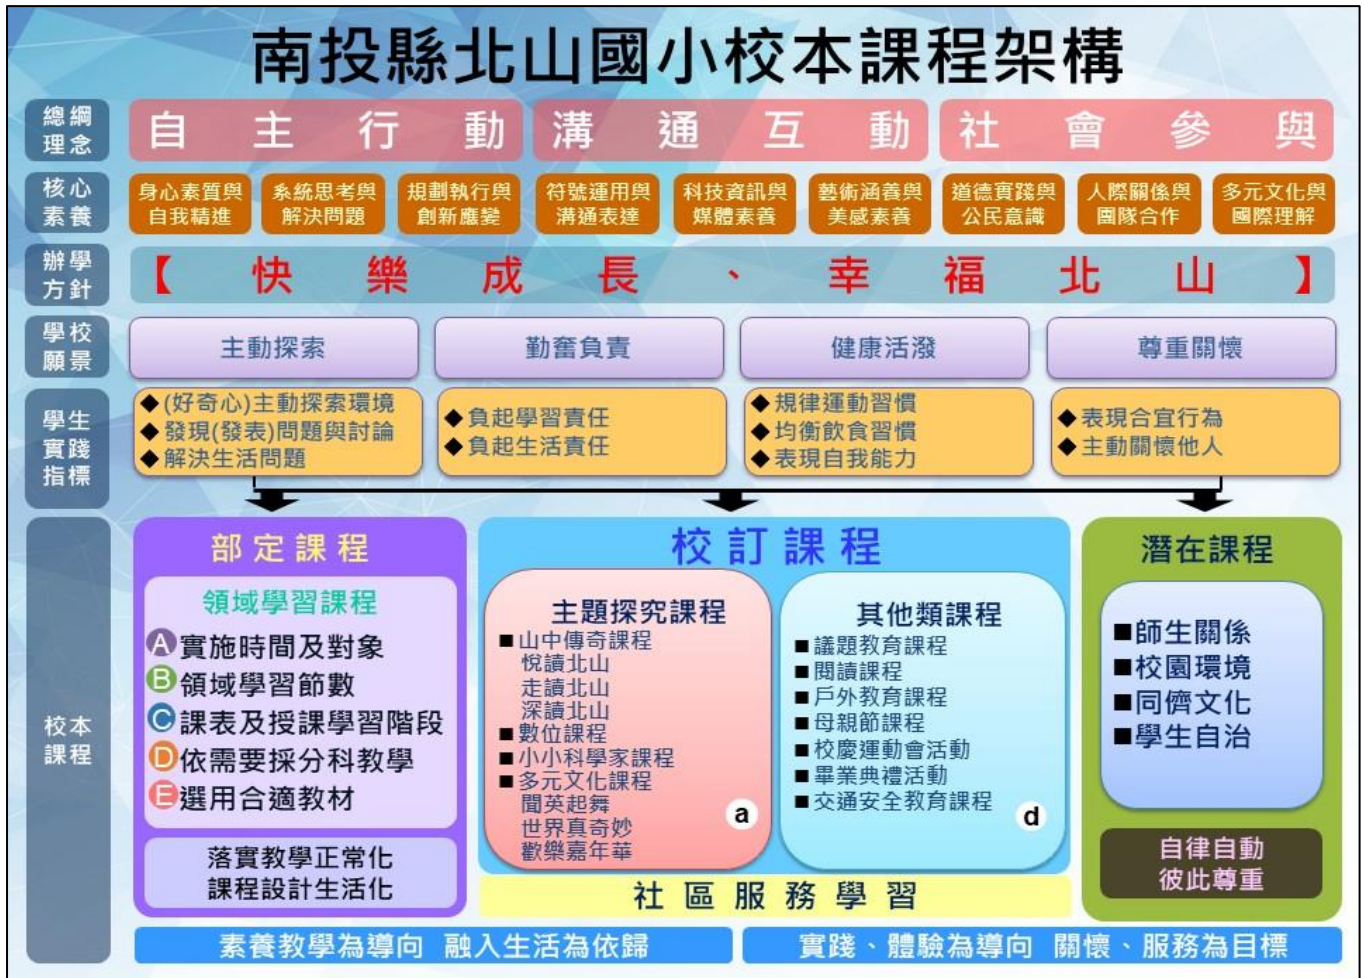 南投縣北山國小校本課程架構
總綱
理念
自主行動
溝通互動
社會參與
核心
素養
身心素質與
自我精進
系統思考與
解決問題
規劃執行與
創新應變
符號運用與
溝通表達
科技資訊與
媒體素養
藝術涵養與
美感素養
道德實踐與
公民意識
人際關係與
團隊合作
多元文化與
國際理解
辦學
方針
【快樂成長、幸福北山】
學校
願景
主動探索
勤奮負責
健康活潑
尊重關懷
學生
實踐
指標
◆(好奇心)主動探索環境
◆發現(發表)問題與討論
◆解決生活問題
◆負起學習責任
◆負起生活責任
◆規律運動習慣
◆均衡飲食習慣
◆表現自我能力
◆表現合宜行為
◆主動關懷他人
校本
課程
部定課程
領域學習課程
A 實施時間及對象
B 領域學習節數
C 課表及授課學習階段
D 依需要採分科教學
E 選用合適教材
落實教學正常化
課程設計生活化
校訂課程
主題探究課程
■山中傳奇課程
悅讀北山
走讀北山
深讀北山
■數位課程
■小小科學家課程
■多元文化課程
聞英起舞
世界真奇妙
歡樂嘉年華
a
其他類課程
■議題教育課程
■閱讀課程
■戶外教育課程
■母親節課程
■校慶運動會活動
■畢業典禮活動
■交通安全教育課程
d
社區服務學習
潛在課程
■師生關係
■校園環境
■同儕文化
■學生自治
自律自動
彼此尊重
素養教學為導向 融入生活為依歸
實踐、體驗為導向 關懷、服務為目標